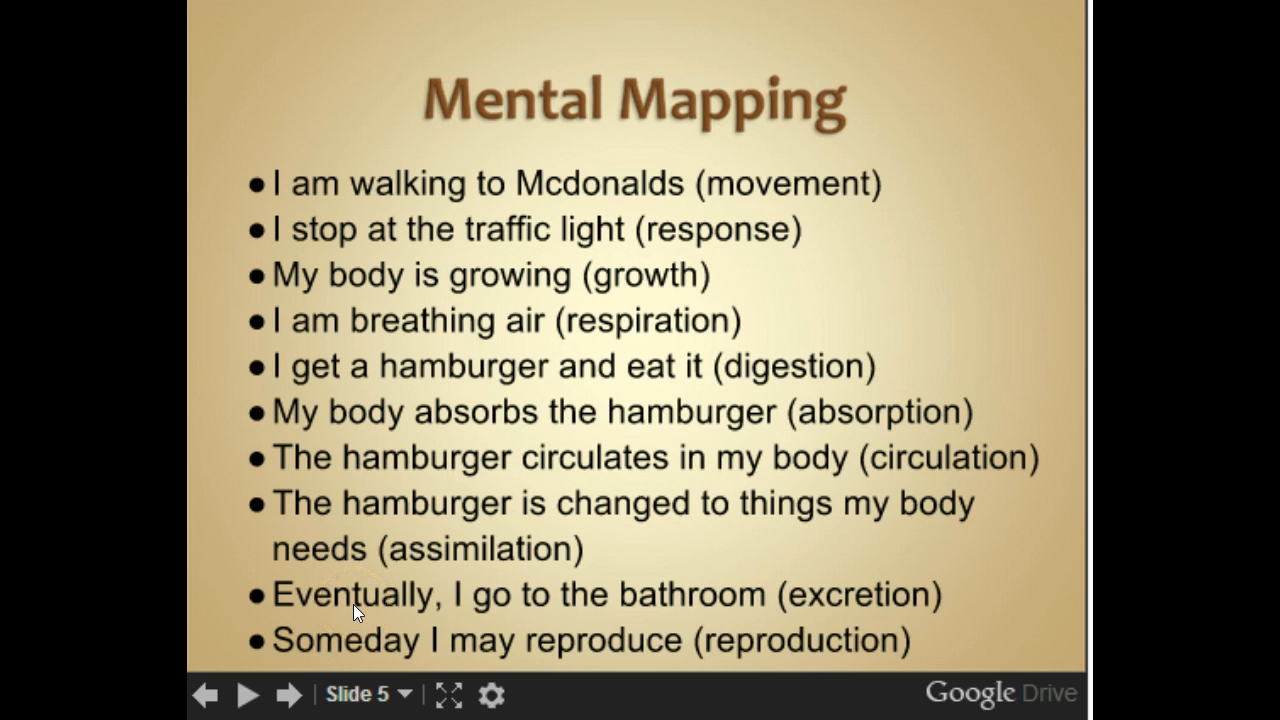 Mental Mapping
●I am walking to Mcdonalds (movement)
●I stop at the traffic light (response)
●My body is growing (growth)
●I am breathing air (respiration)
●I get a hamburger and eat it (digestion)
●My body absorbs the hamburger (absorption)
●The hamburger circulates in my body (circulation)
●The hamburger is changed to things my body
needs (assimilation)
●Eventually, I go to the bathroom (excretion)
●Someday I may reproduce (reproduction)
Slide 5
Google Drive